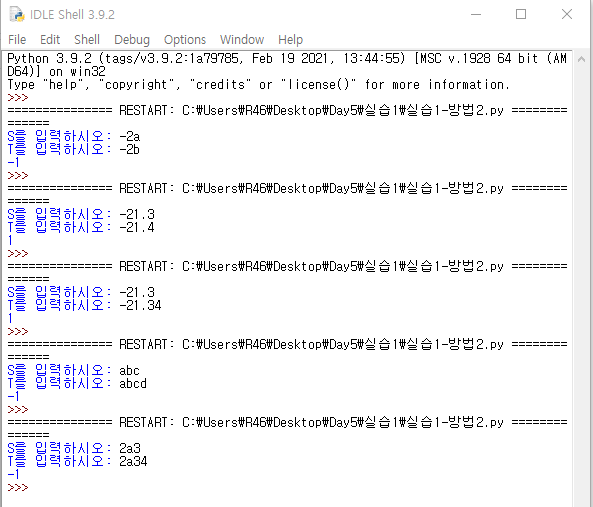 IDLE Shell 3.9.2
File Edit Shell Debug Options Window Help
Python 3.9.2 (tags/v3.9.2:1a79785, Feb 19 2021, 13:44:55) [MSC v.1928 64 bit (AM
D64)] on win32
Type "help", "copyright", "credits" or "license()" for more information.
>>>
=============== RESTART: C:₩Users₩R46₩Desktop₩Day5₩실습1₩실습1-방법2.py ========
======
S를 입력하시오: -2a
T를 입력하시오: -2b
-1
>>>
=============== RESTART: C:₩Users₩R46₩Desktop₩Day5₩실습1₩실습1-방법2.py ========
======
S를 입력하시오: -21.3
T를 입력하시오: -21.4
1
>>>
=============== RESTART: C:₩Users₩R46₩Desktop₩Day5₩실습1₩실습1-방법2.py ========
======
S를 입력하시오: -21.3
T를 입력하시오: -21.34
1
>>>
=============== RESTART: C:₩Users₩R46₩Desktop₩Day5₩실습1₩실습1-방법2.py ========
======
S를 입력하시오: abc
T를 입력하시오: abcd
-1
>>>
=============== RESTART: C:₩Users₩R46₩Desktop₩Day5₩실습1₩실습1-방법2.py ========
======
S를 입력하시오: 2a3
T를 입력하시오: 2a34
-1
>>>